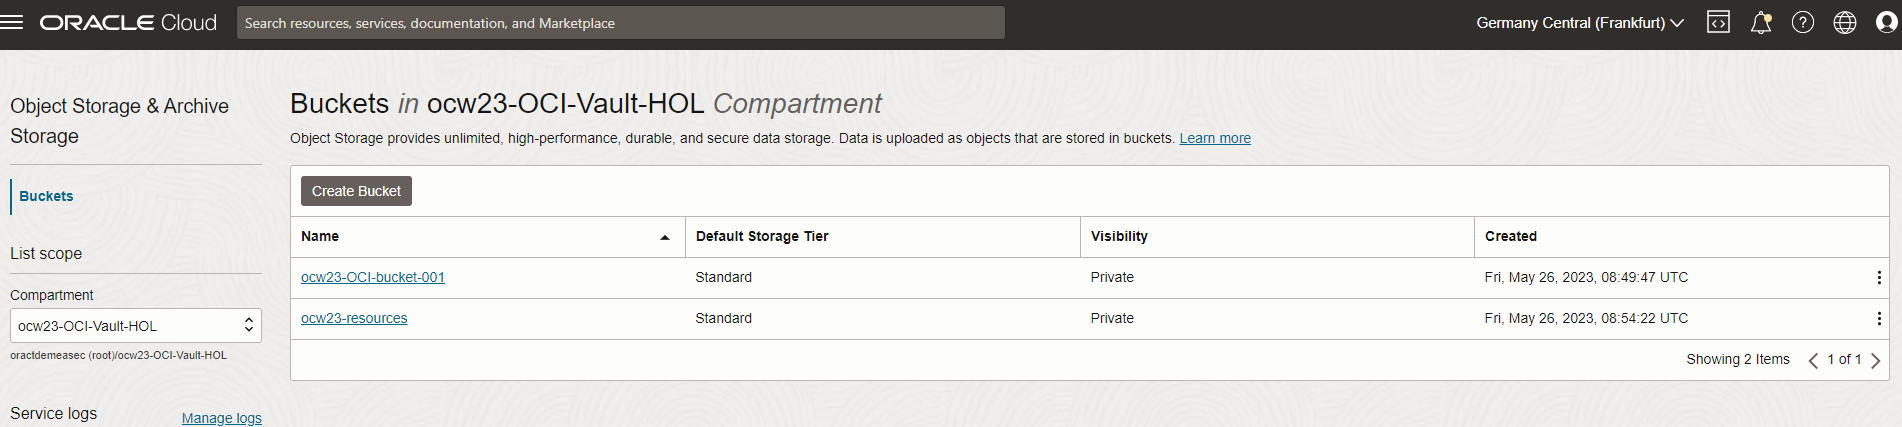 ORACLE Cloud
Search resources, services, documentation, and Marketplace
Germany Central (Frankfurt)
Object Storage & Archive
Storage
Buckets
List scope
Compartment
ocw23-OCI-Vault-HOL
oractdemeasec (root)/ocw23-OCI-Vault-HOL
Service logs Manage logs
Buckets in ocw23-OCI-Vault-HOL Compartment
Object Storage provides unlimited, high-performance, durable, and secure data storage. Data is uploaded as objects that are stored in buckets. Learn more
Create Bucket
Name Default Storage Tier Visibility Created
ocw23-OCI-bucket-001 Standard Private Fri, May 26, 2023, 08:49:47 UTC
ocw23-resources Standard Private Fri, May 26, 2023, 08:54:22 UTC
Showing 2 Items 1 of 1